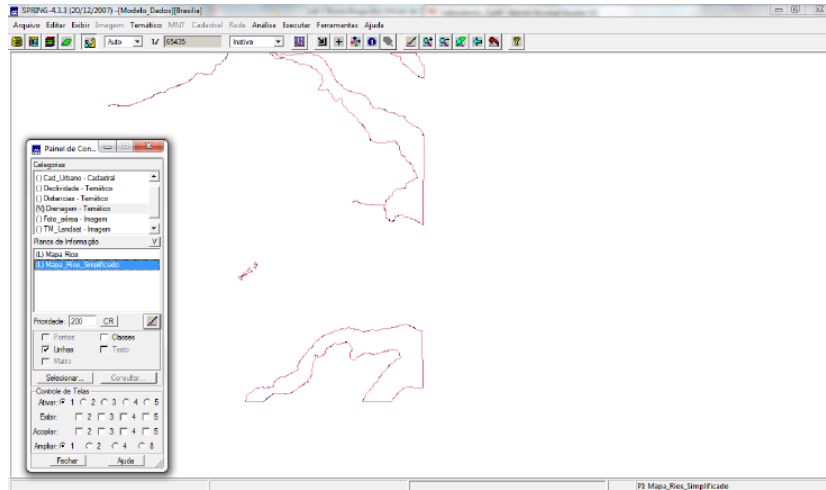 SPRING-4.3.3 (20/12/2007) -[Modelo_Dados][Brasilia]
Arquivo Editar Exibir Imagem Temático MNT Cadastral Rede Análise Executar Ferramentas Ajuda
Auto 1/ 65435 Inativa
Painel de Con...
Categorias
( ) Cad_Urbano - Cadastral
( ) Declividade - Temático
( ) Distancias - Temático
(V) Drenagem - Temático
( ) Foto_aérea - Imagem
( ) TM_Landsat - Imagem
Planos de Informação V
(L) Mapa_Rios
(L) Mapa_Rios_Simplificado
Prioridade: 200 CR
Pontos Classes
Linhas Texto
Matriz
Selecionar... Consultar...
Controle de Telas
Ativar: 1 2 3 4 5
Exibir: 2 3 4 5
Acoplar: 2 3 4 5
Ampliar: 1 2 4 8
Fechar Ajuda
PI: Mapa_Rios_Simplificado